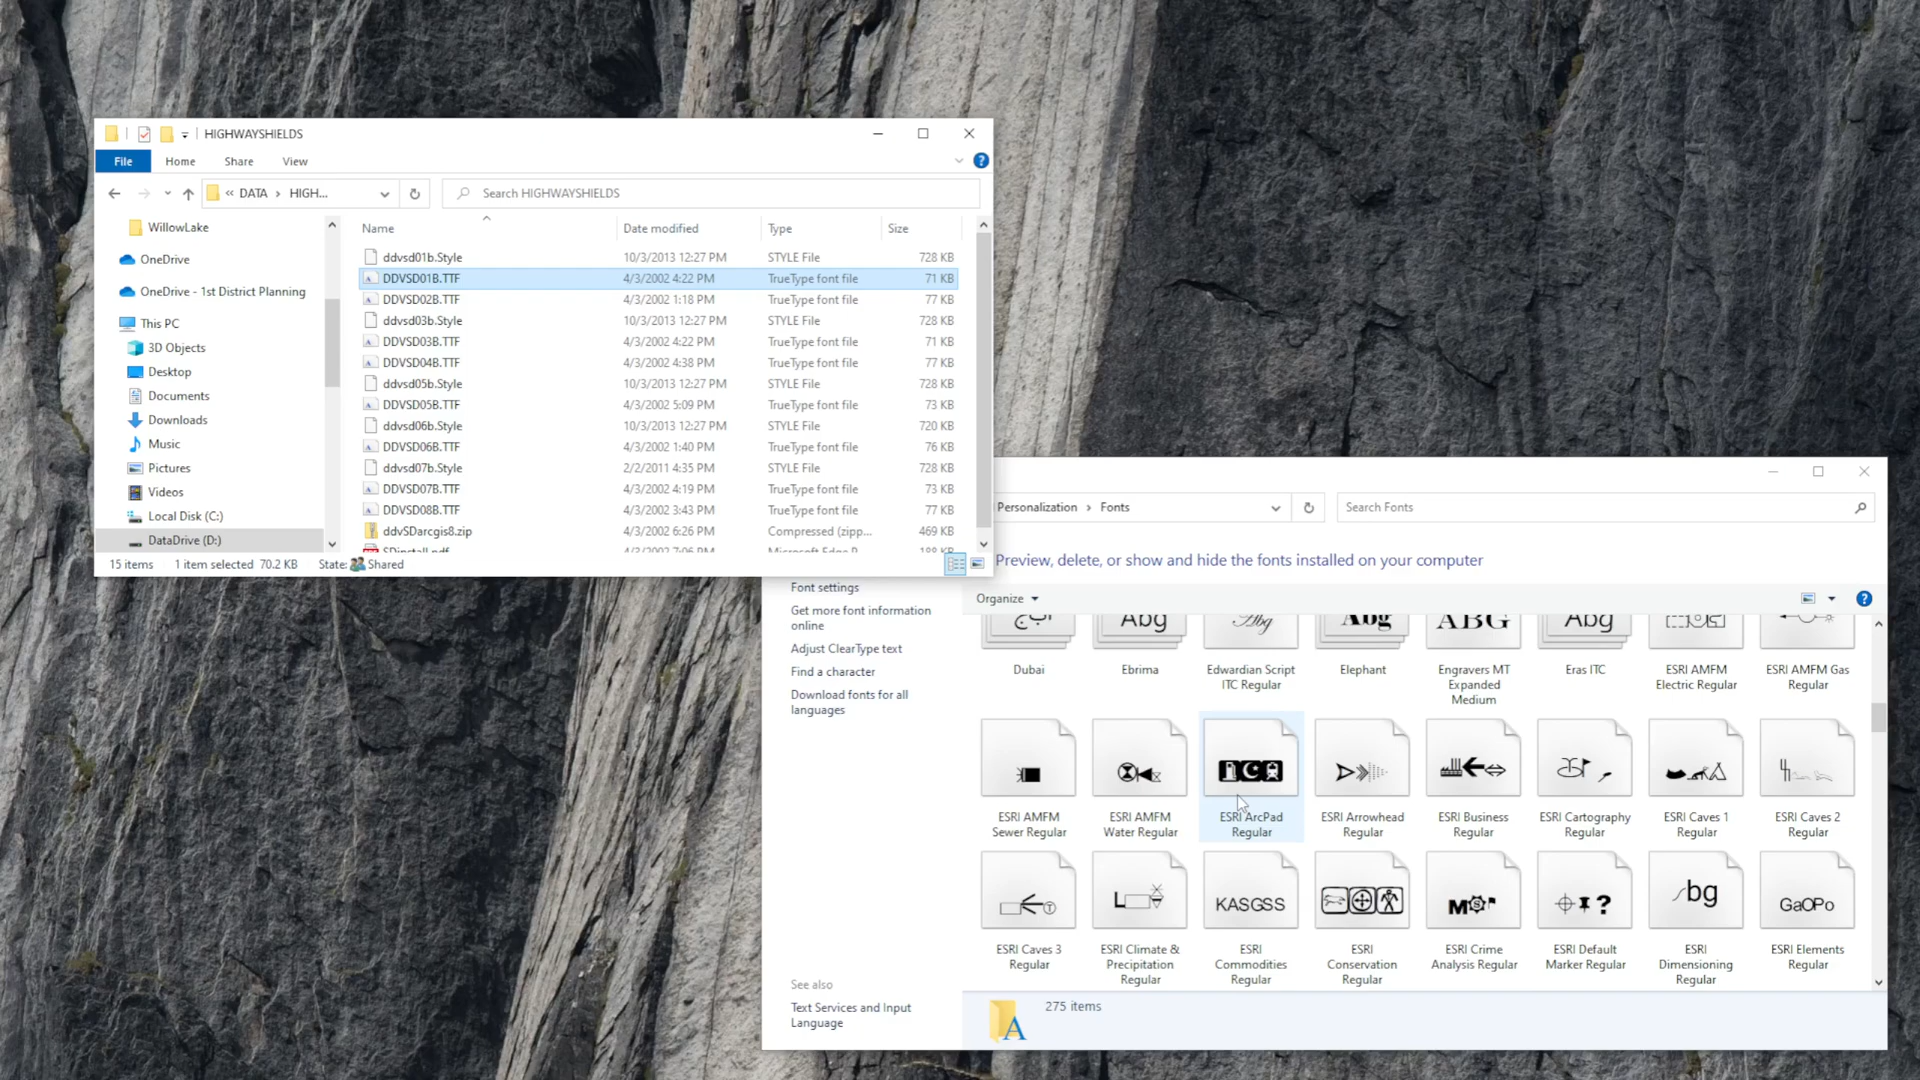 HIGHWAYSHIELDS
File Home Share View
« DATA › HIGH... Search HIGHWAYSHIELDS
WillowLake
OneDrive
OneDrive - 1st District Planning
This PC
3D Objects
Desktop
Documents
Downloads
Music
Pictures
Videos
Local Disk (C:)
DataDrive (D:)
Name Date modified Type Size
ddvsd01b.Style 10/3/2013 12:27 PM STYLE File 728 KB
DDVSD01B.TTF 4/3/2002 4:22 PM TrueType font file 71 KB
DDVSD02B.TTF 4/3/2002 1:18 PM TrueType font file 77 KB
ddvsd03b.Style 10/3/2013 12:27 PM STYLE File 728 KB
DDVSD03B.TTF 4/3/2002 4:22 PM TrueType font file 71 KB
DDVSD04B.TTF 4/3/2002 4:38 PM TrueType font file 77 KB
ddvsd05b.Style 10/3/2013 12:27 PM STYLE File 728 KB
DDVSD05B.TTF 4/3/2002 5:09 PM TrueType font file 73 KB
ddvsd06b.Style 10/3/2013 12:27 PM STYLE File 720 KB
DDVSD06B.TTF 4/3/2002 1:40 PM TrueType font file 76 KB
ddvsd07b.Style 2/2/2011 4:35 PM STYLE File 728 KB
DDVSD07B.TTF 4/3/2002 4:19 PM TrueType font file 73 KB
DDVSD08B.TTF 4/3/2002 3:43 PM TrueType font file 77 KB
ddvSDarcgis8.zip 4/3/2002 6:26 PM Compressed (zipp... 469 KB
SDinstall.pdf 4/3/2002 7:06 PM Microsoft Edge P... 188 KB
15 items 1 item selected 70.2 KB State: Shared
Personalization › Fonts Search Fonts
Preview, delete, or show and hide the fonts installed on your computer
Font settings
Get more font information
online
Adjust ClearType text
Find a character
Download fonts for all
languages
See also
Text Services and Input
Language
Organize
Abg Abg Abg ABG Abg
Dubai
Ebrima
Edwardian Script
ITC Regular
Elephant
Engravers MT
Expanded
Medium
Eras ITC
ESRI AMFM
Electric Regular
ESRI AMFM Gas
Regular
ESRI AMFM
Sewer Regular
ESRI AMFM
Water Regular
ESRI ArcPad
Regular
ESRI Arrowhead
Regular
ESRI Business
Regular
ESRI Cartography
Regular
ESRI Caves 1
Regular
ESRI Caves 2
Regular
KASGSS
bg
GaOPo
ESRI Caves 3
Regular
ESRI Climate &
Precipitation
Regular
ESRI
Commodities
Regular
ESRI
Conservation
Regular
ESRI Crime
Analysis Regular
ESRI Default
Marker Regular
ESRI
Dimensioning
Regular
ESRI Elements
Regular
275 items